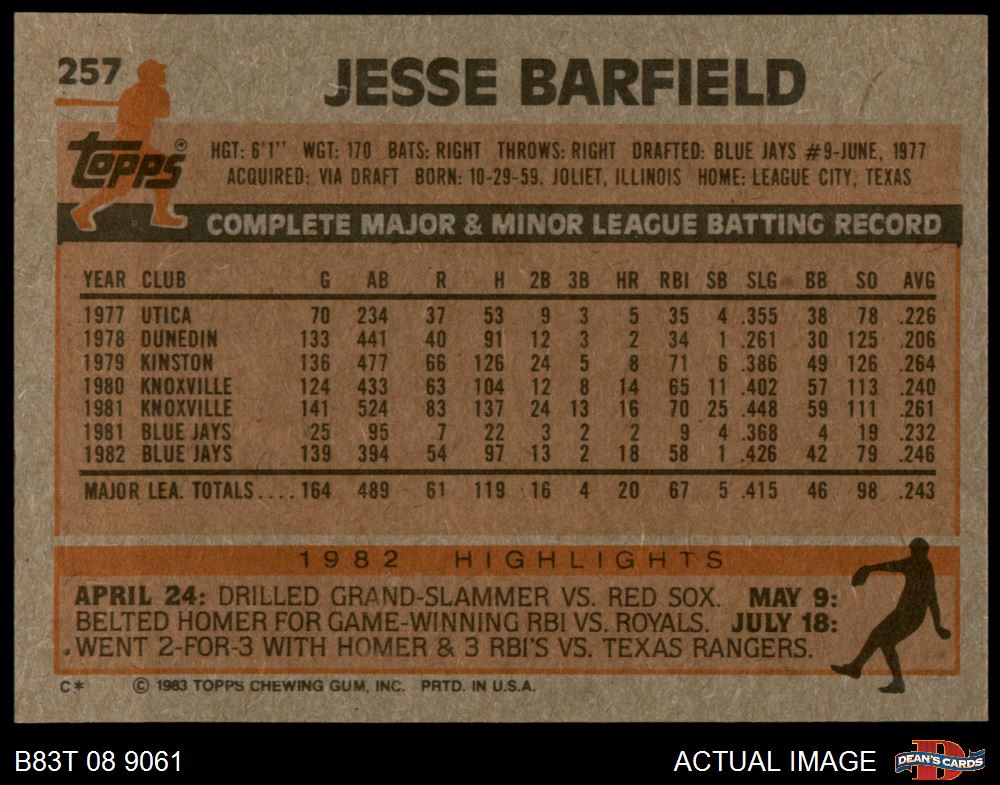 257
JESSE BARFIELD
topps®
HGT: 6'1" WGT: 170 BATS: RIGHT THROWS: RIGHT DRAFTED: BLUE JAYS #9-JUNE, 1977
ACQUIRED: VIA DRAFT BORN: 10-29-59, JOLIET, ILLINOIS HOME: LEAGUE CITY, TEXAS
COMPLETE MAJOR & MINOR LEAGUE BATTING RECORD
YEAR CLUB G AB R H 2B 3B HR RBI SB SLG BB SO AVG
1977 UTICA 70 234 37 53 9 3 5 35 4 .355 38 78 .226
1978 DUNEDIN 133 441 40 91 12 3 2 34 1 .261 30 125 .206
1979 KINSTON 136 477 66 126 24 5 8 71 6 .386 49 126 .264
1980 KNOXVILLE 124 433 63 104 12 8 14 65 11 .402 57 113 .240
1981 KNOXVILLE 141 524 83 137 24 13 16 70 25 .448 59 111 .261
1981 BLUE JAYS 25 95 7 22 3 2 2 9 4 .368 4 19 .232
1982 BLUE JAYS 139 394 54 97 13 2 18 58 1 .426 42 79 .246
MAJOR LEA. TOTALS.... 164 489 61 119 16 4 20 67 5 .415 46 98 .243
1982 HIGHLIGHTS
APRIL 24: DRILLED GRAND-SLAMMER VS. RED SOX. MAY 9:
BELTED HOMER FOR GAME-WINNING RBI VS. ROYALS. JULY 18:
WENT 2-FOR-3 WITH HOMER & 3 RBI'S VS. TEXAS RANGERS.
C* © 1983 TOPPS CHEWING GUM, INC. PRTD. IN U.S.A.
B83T 08 9061
ACTUAL IMAGE
DEAN'S CARDS